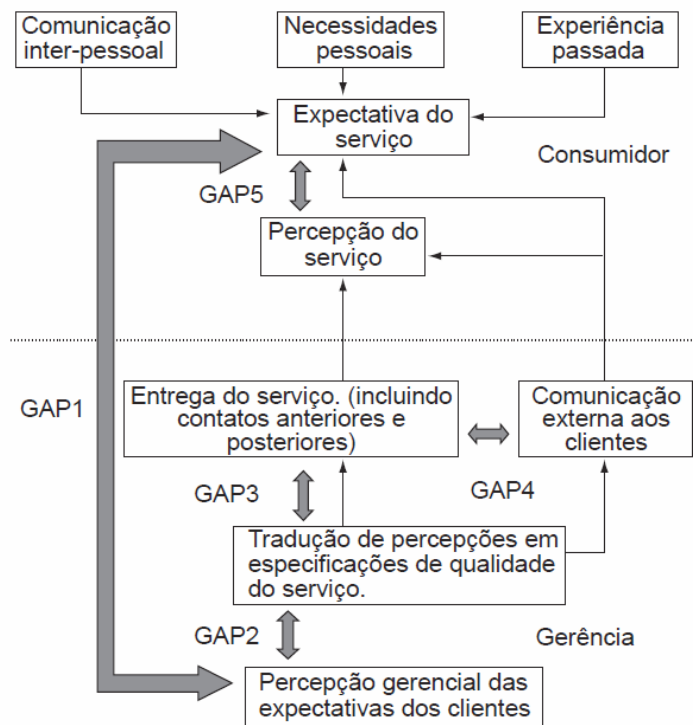 Comunicação
inter-pessoal
Necessidades
pessoais
Experiência
passada
Expectativa do
serviço
Consumidor
GAP5
Percepção do
serviço
GAP1
Entrega do serviço. (incluindo
contatos anteriores e
posteriores)
Comunicação
externa aos
clientes
GAP3
GAP4
Tradução de percepções em
especificações de qualidade
do serviço.
GAP2
Gerência
Percepção gerencial das
expectativas dos clientes